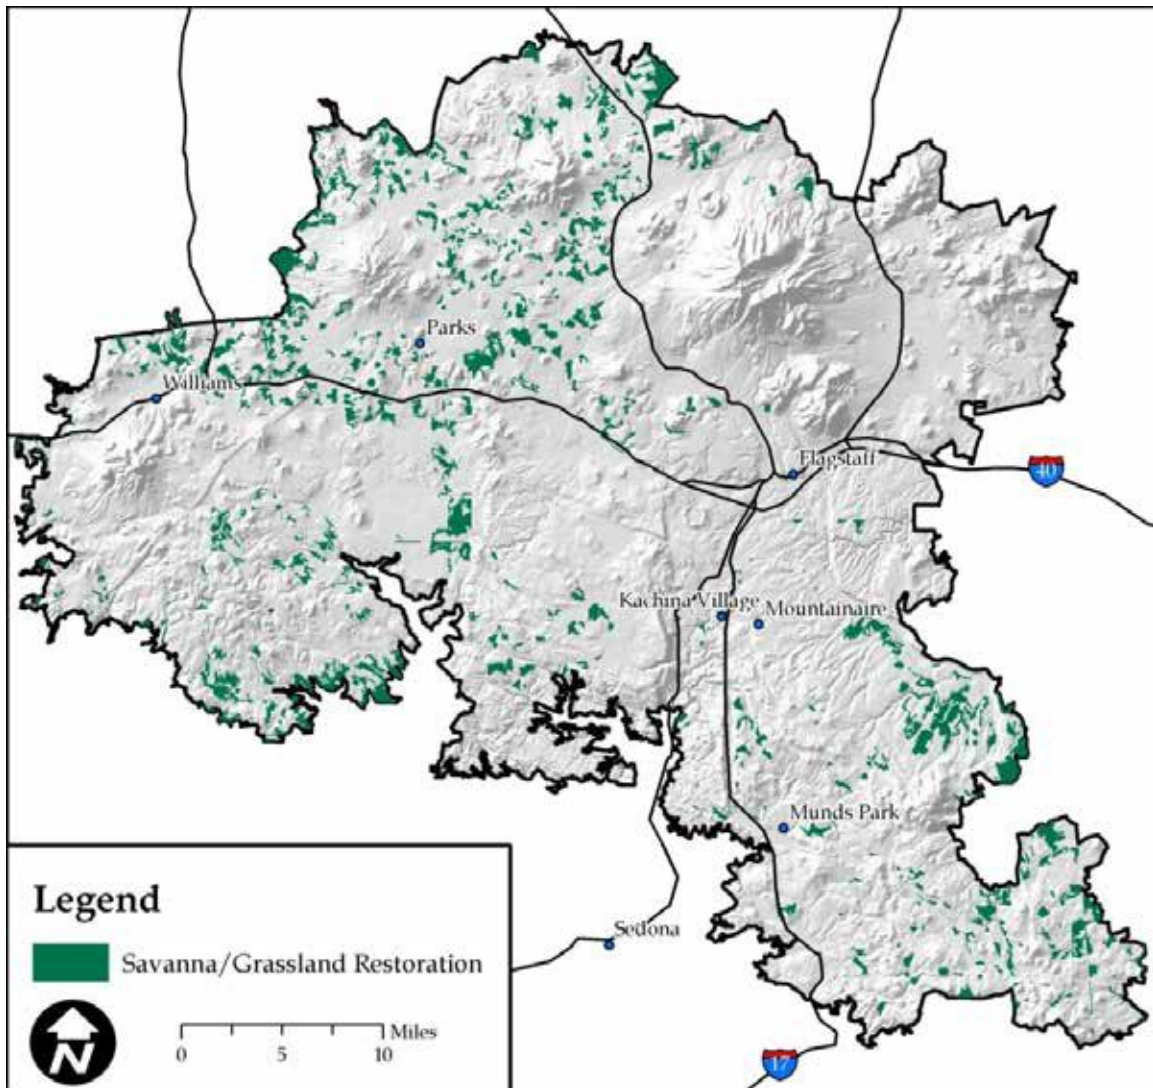 Parks
Williams
Flagstaff
40
Kachina Village
Mountainaire
Munds Park
Sedona
17
Legend
Savanna/Grassland Restoration
N
Miles
0 5 10